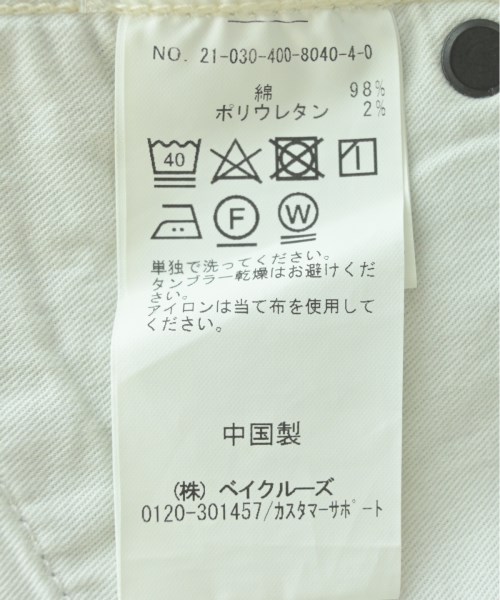 NO. 21-030-400-8040-4-0
綿 98%
ポリウレタン 2%
40
F W
単独で洗ってください。
タンブラー乾燥はお避けくだ
さい。
アイロンは当て布を使用して
ください。
中国製
(株) ベイクルーズ
0120-301457/カスタマーサポート